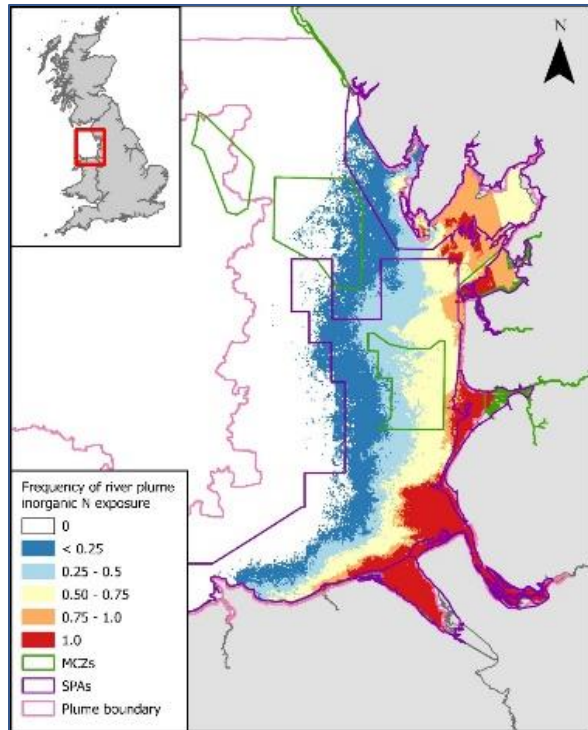 N
Frequency of river plume
inorganic N exposure
0
< 0.25
0.25 - 0.5
0.50 - 0.75
0.75 - 1.0
1.0
MCZs
SPAs
Plume boundary